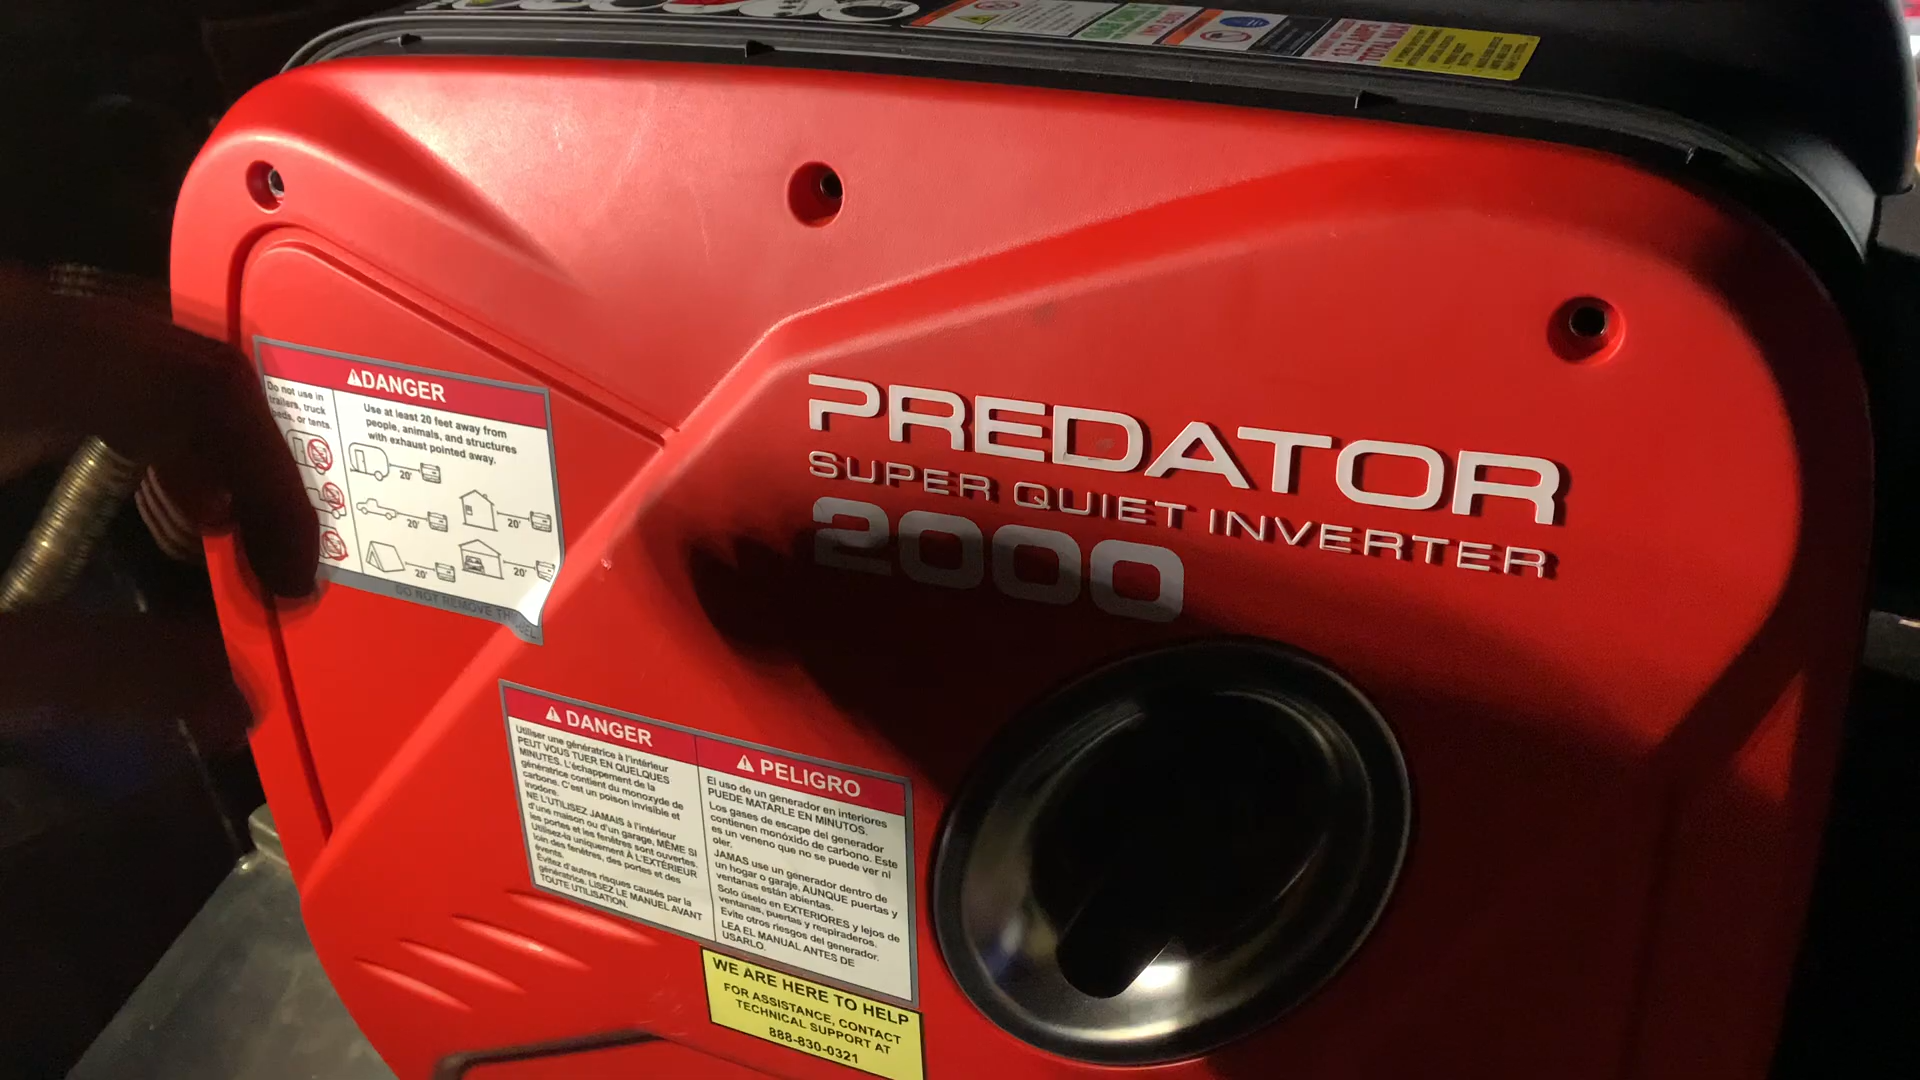 13.3 AMPS
TOTAL MAX
DANGER
Do not use in
trailers, truck
beds, or tents.
Use at least 20 feet away from
people, animals, and structures
with exhaust pointed away.
20'
20'
20'
20'
20'
DO NOT REMOVE
PREDATOR
SUPER QUIET INVERTER
2000
DANGER
Utiliser une génératrice à l'intérieur
PEUT VOUS TUER EN QUELQUES
MINUTES. L'échappement de la
génératrice contient du monoxyde de
carbone. C'est un poison invisible et
inodore.
NE L'UTILISEZ JAMAIS à l'intérieur
d'une maison ou d'un garage, MÊME SI
les portes et les fenêtres sont ouvertes.
Utilisez-la uniquement À L'EXTÉRIEUR
loin des fenêtres, des portes et des
évents.
Évitez d'autres risques causés par la
génératrice. LISEZ LE MANUEL AVANT
TOUTE UTILISATION.
PELIGRO
El uso de un generador en interiores
PUEDE MATARLE EN MINUTOS.
Los gases de escape del generador
contienen monóxido de carbono. Este
es un veneno que no se puede ver ni
oler.
JAMAS use un generador dentro de
un hogar o garaje, AUNQUE puertas y
ventanas están abientas.
Solo úselo en EXTERIORES y lejos de
ventanas, puertas y respiraderos.
Evite otros riesgos del generador.
LEA EL MANUAL ANTES DE
USARLO.
WE ARE HERE TO HELP
FOR ASSISTANCE, CONTACT
TECHNICAL SUPPORT AT
888-830-0321